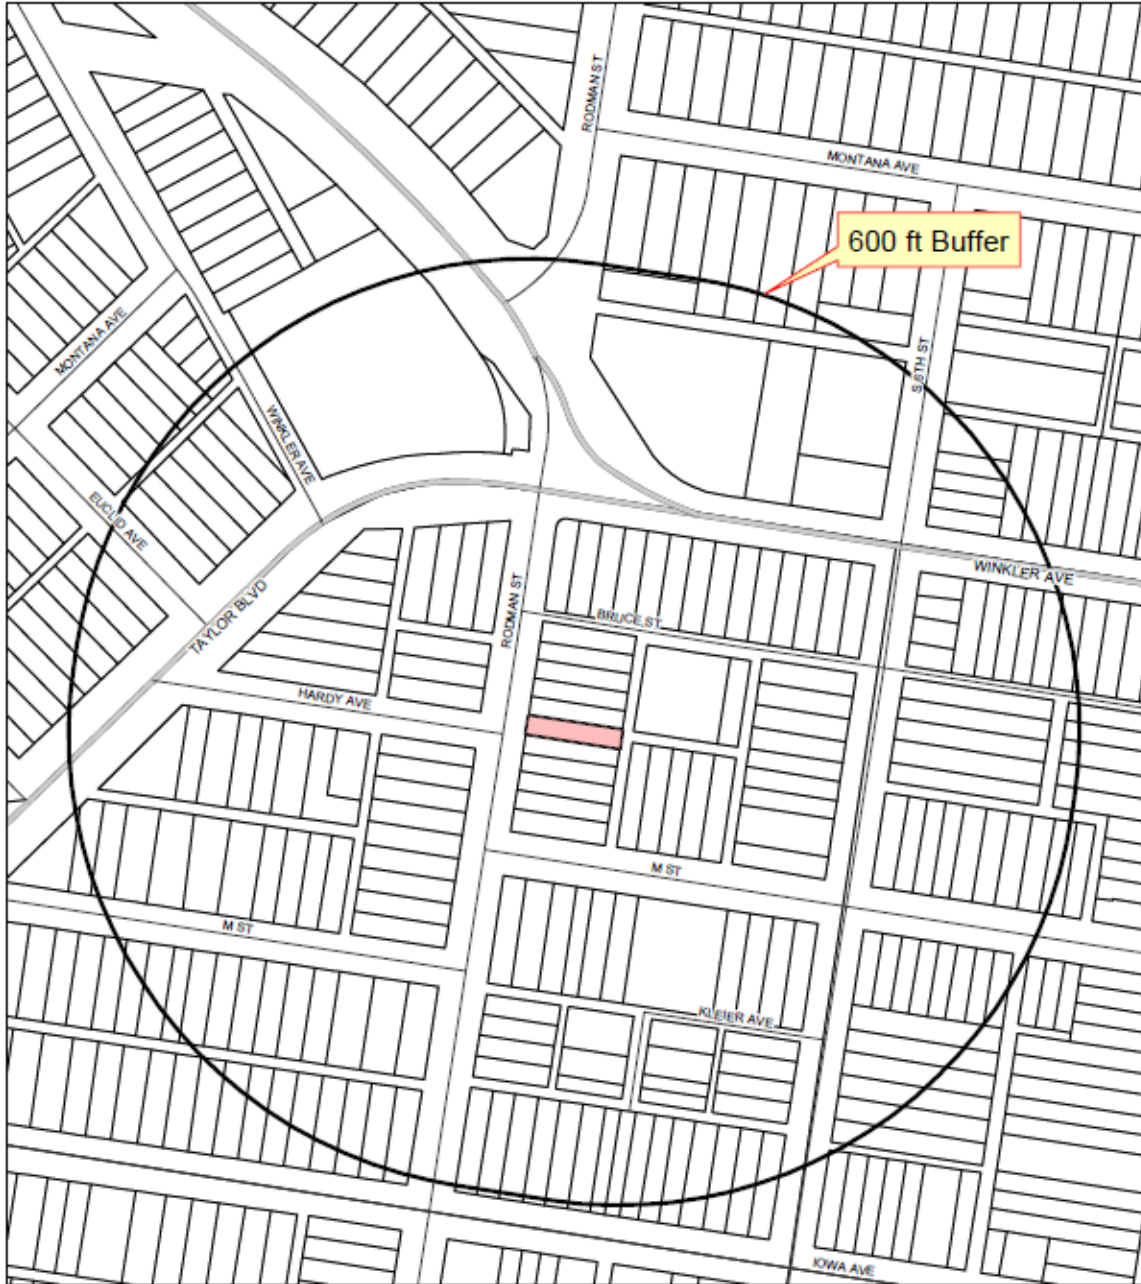 RODMAN ST
MONTANA AVE
600 ft Buffer
MONTANA AVE
S 6TH ST
WINKLER AVE
EUCLID AVE
WINKLER AVE
TAYLOR BLVD
RODMAN ST
BRUCE ST
HARDY AVE
M ST
M ST
KLEIER AVE
IOWA AVE